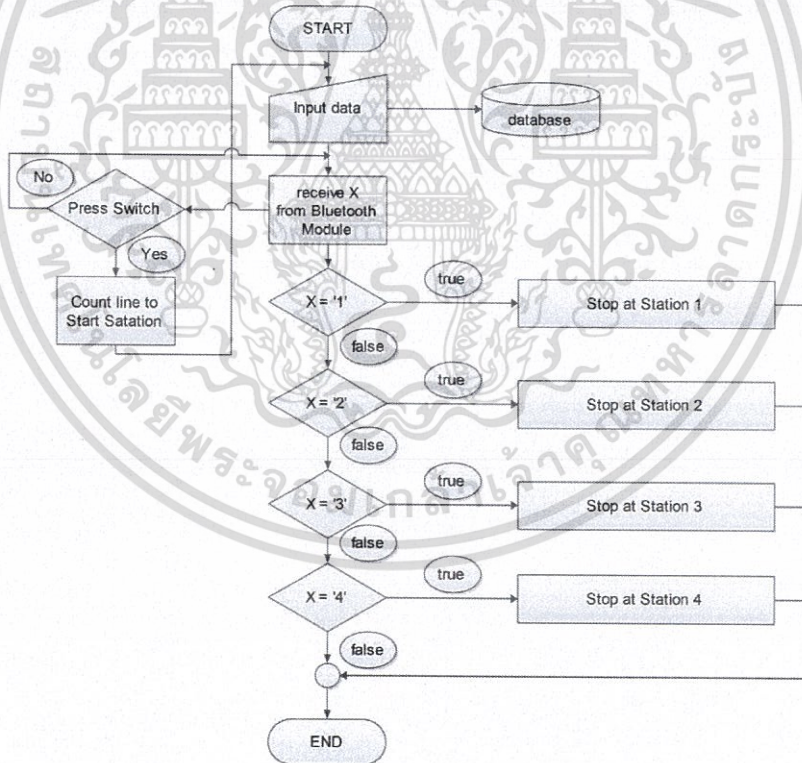 START
Input data
database
No
Press Switch
receive X
from Bluetooth
Module
Yes
Count line to
Start Satation
X = '1'
true
Stop at Station 1
false
X = '2'
true
Stop at Station 2
false
X = '3'
true
Stop at Station 3
false
X = '4'
true
Stop at Station 4
false
END